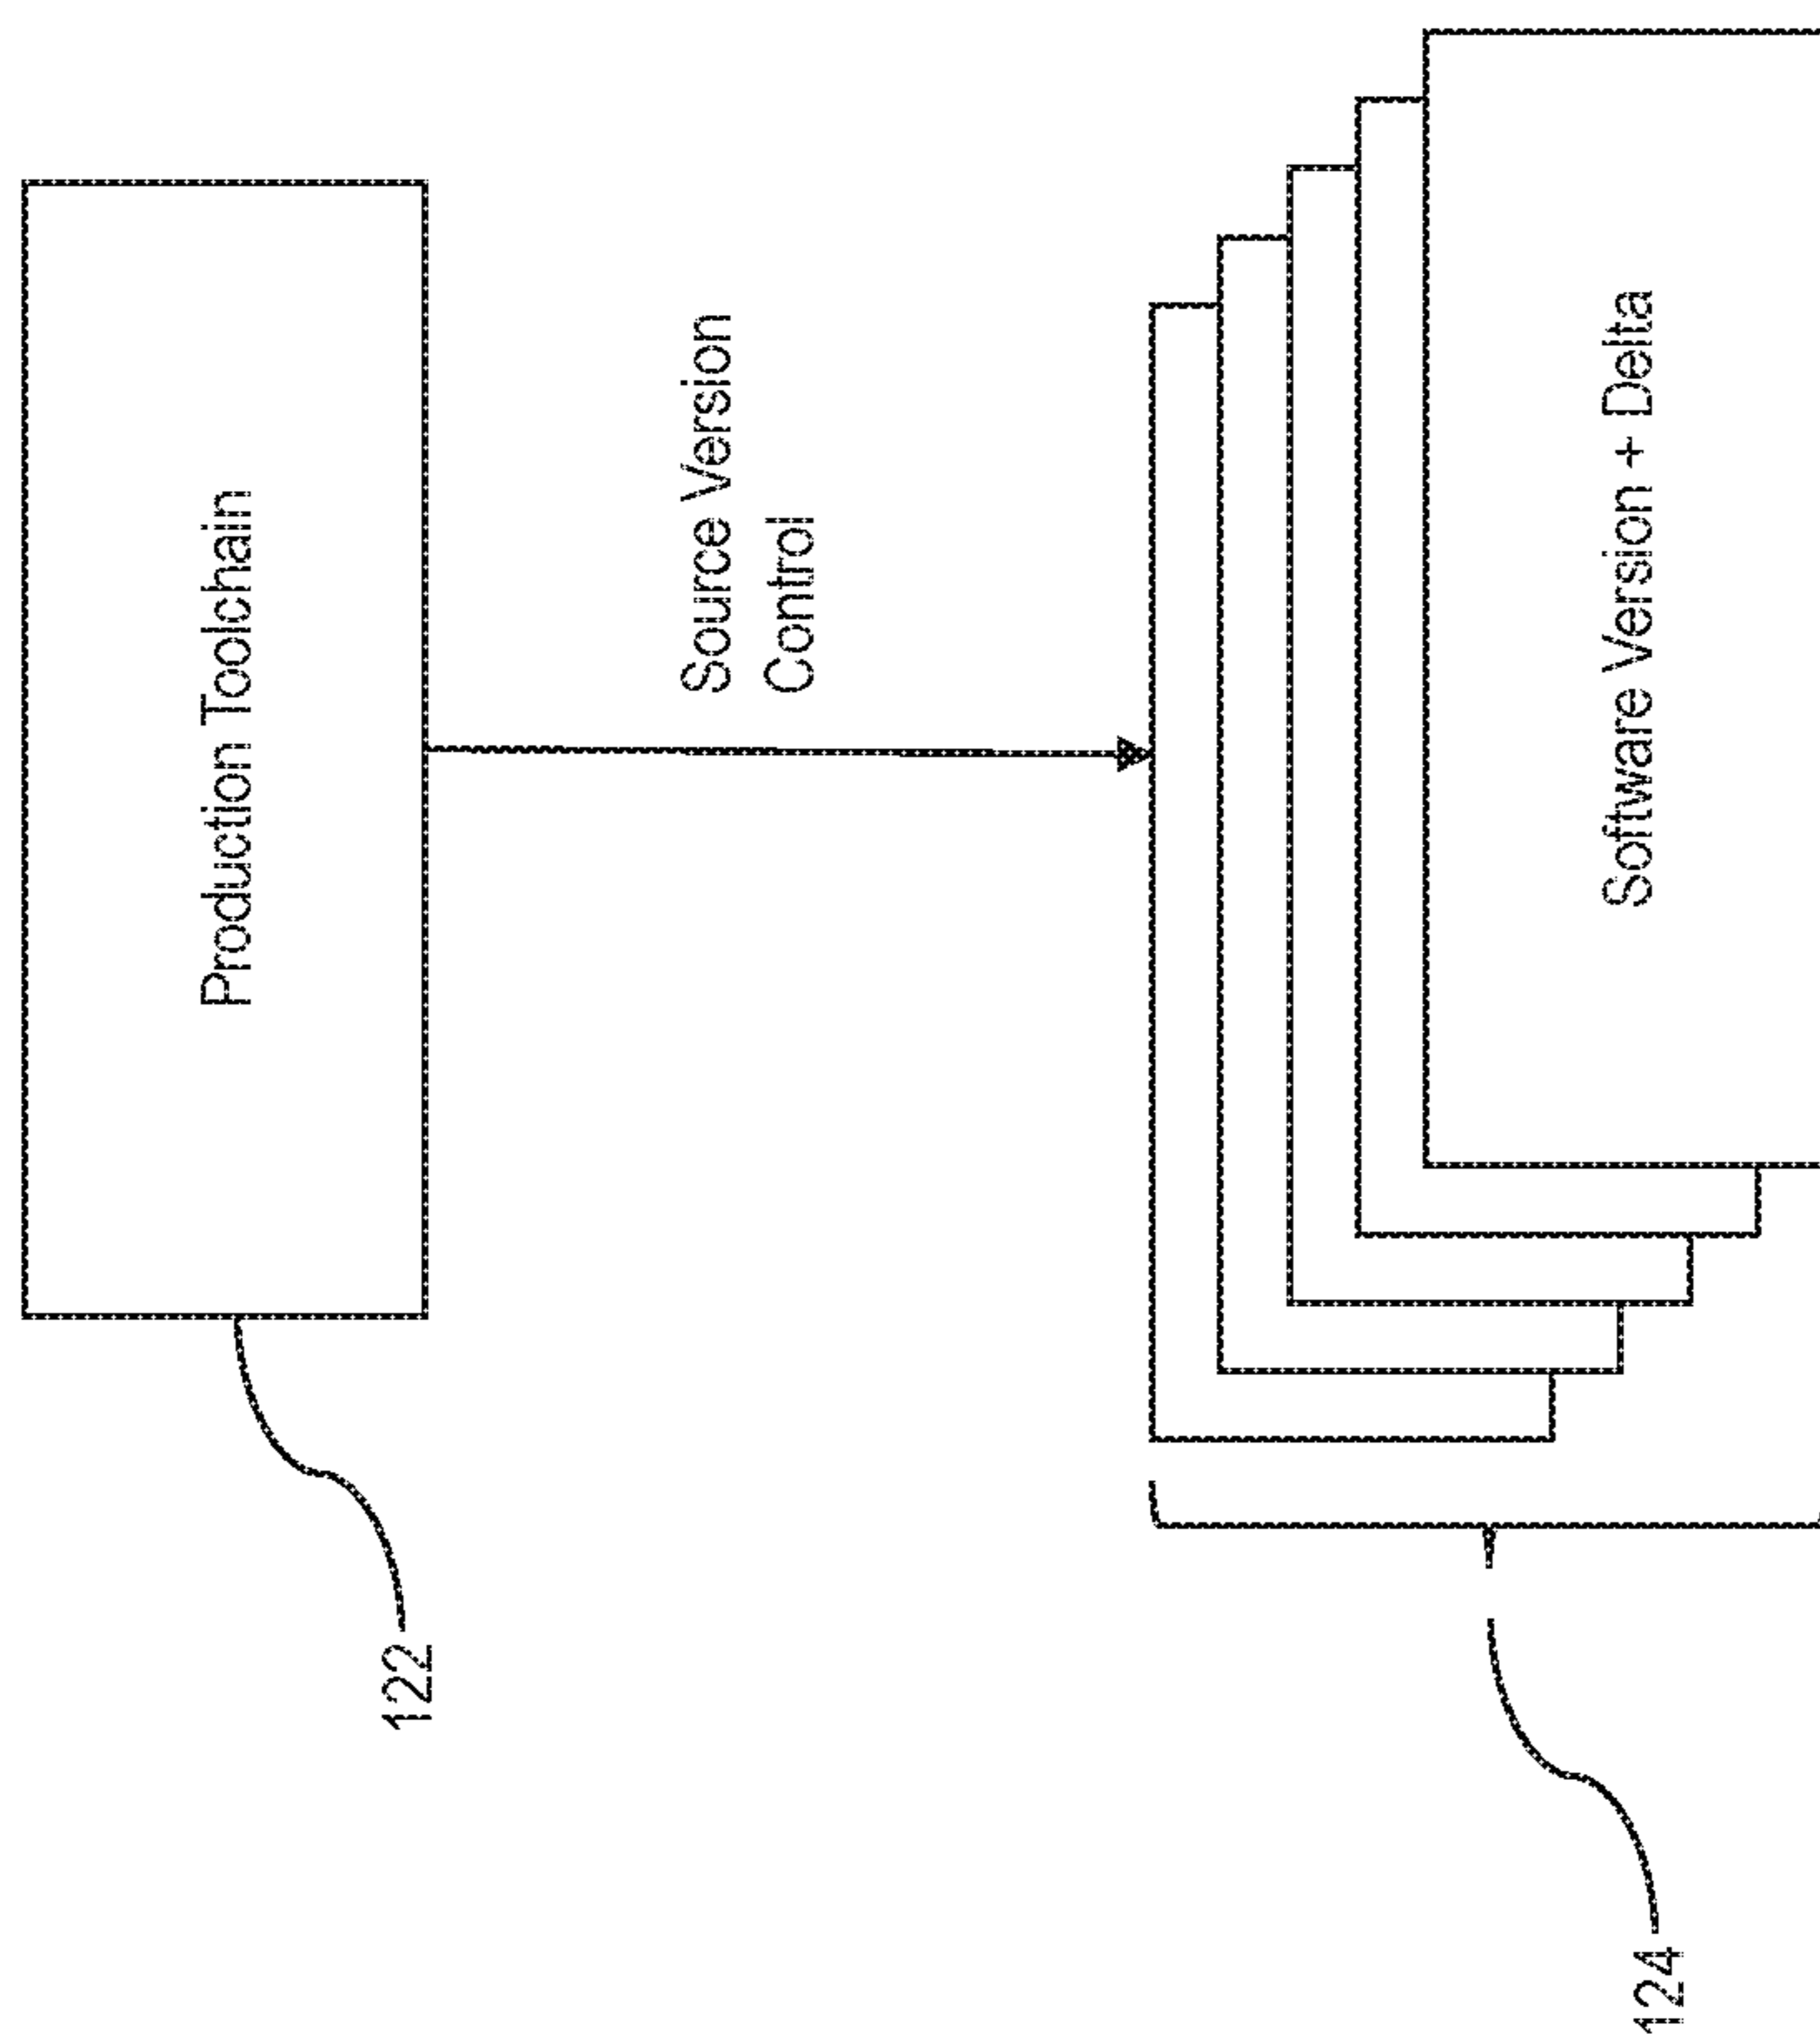 Production Toolchain
122
Source Version
Control
Software Version + Delta
124